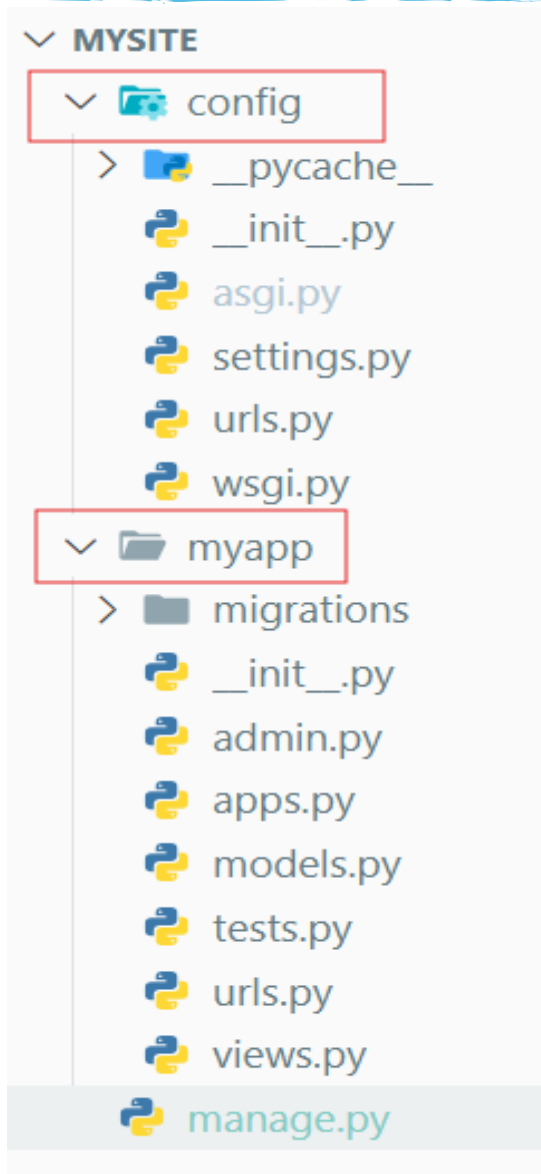 MYSITE
config
__pycache__
__init__.py
asgi.py
settings.py
urls.py
wsgi.py
myapp
migrations
__init__.py
admin.py
apps.py
models.py
tests.py
urls.py
views.py
manage.py